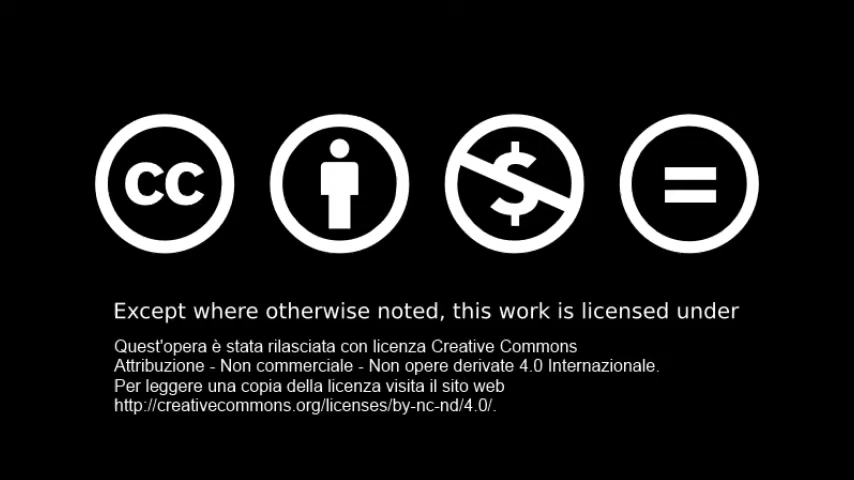 cc
$
=
Except where otherwise noted, this work is licensed under
Quest'opera è stata rilasciata con licenza Creative Commons
Attribuzione - Non commerciale - Non opere derivate 4.0 Internazionale.
Per leggere una copia della licenza visita il sito web
http://creativecommons.org/licenses/by-nc-nd/4.0/.